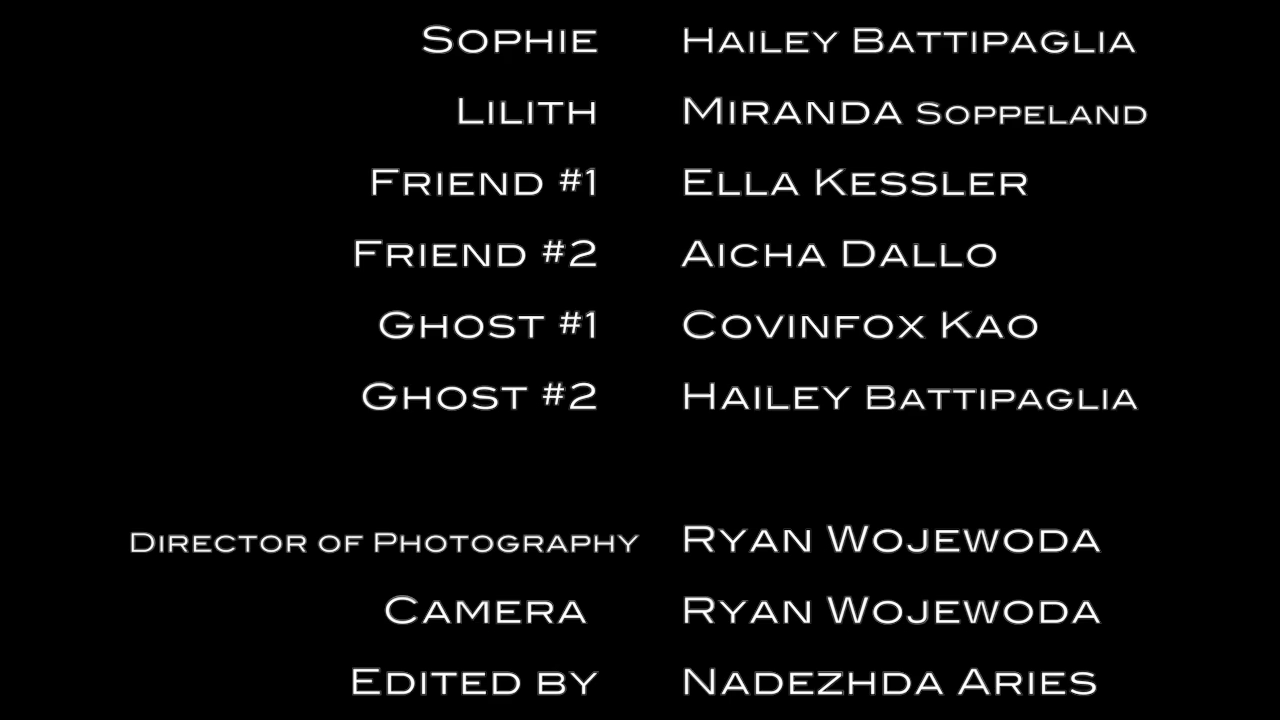 Sophie Hailey Battipaglia
Lilith Miranda Soppeland
Friend #1 Ella Kessler
Friend #2 Aicha Dallo
Ghost #1 Covinfox Kao
Ghost #2 Hailey Battipaglia
Director of Photography Ryan Wojewoda
Camera Ryan Wojewoda
Edited by Nadezhda Aries